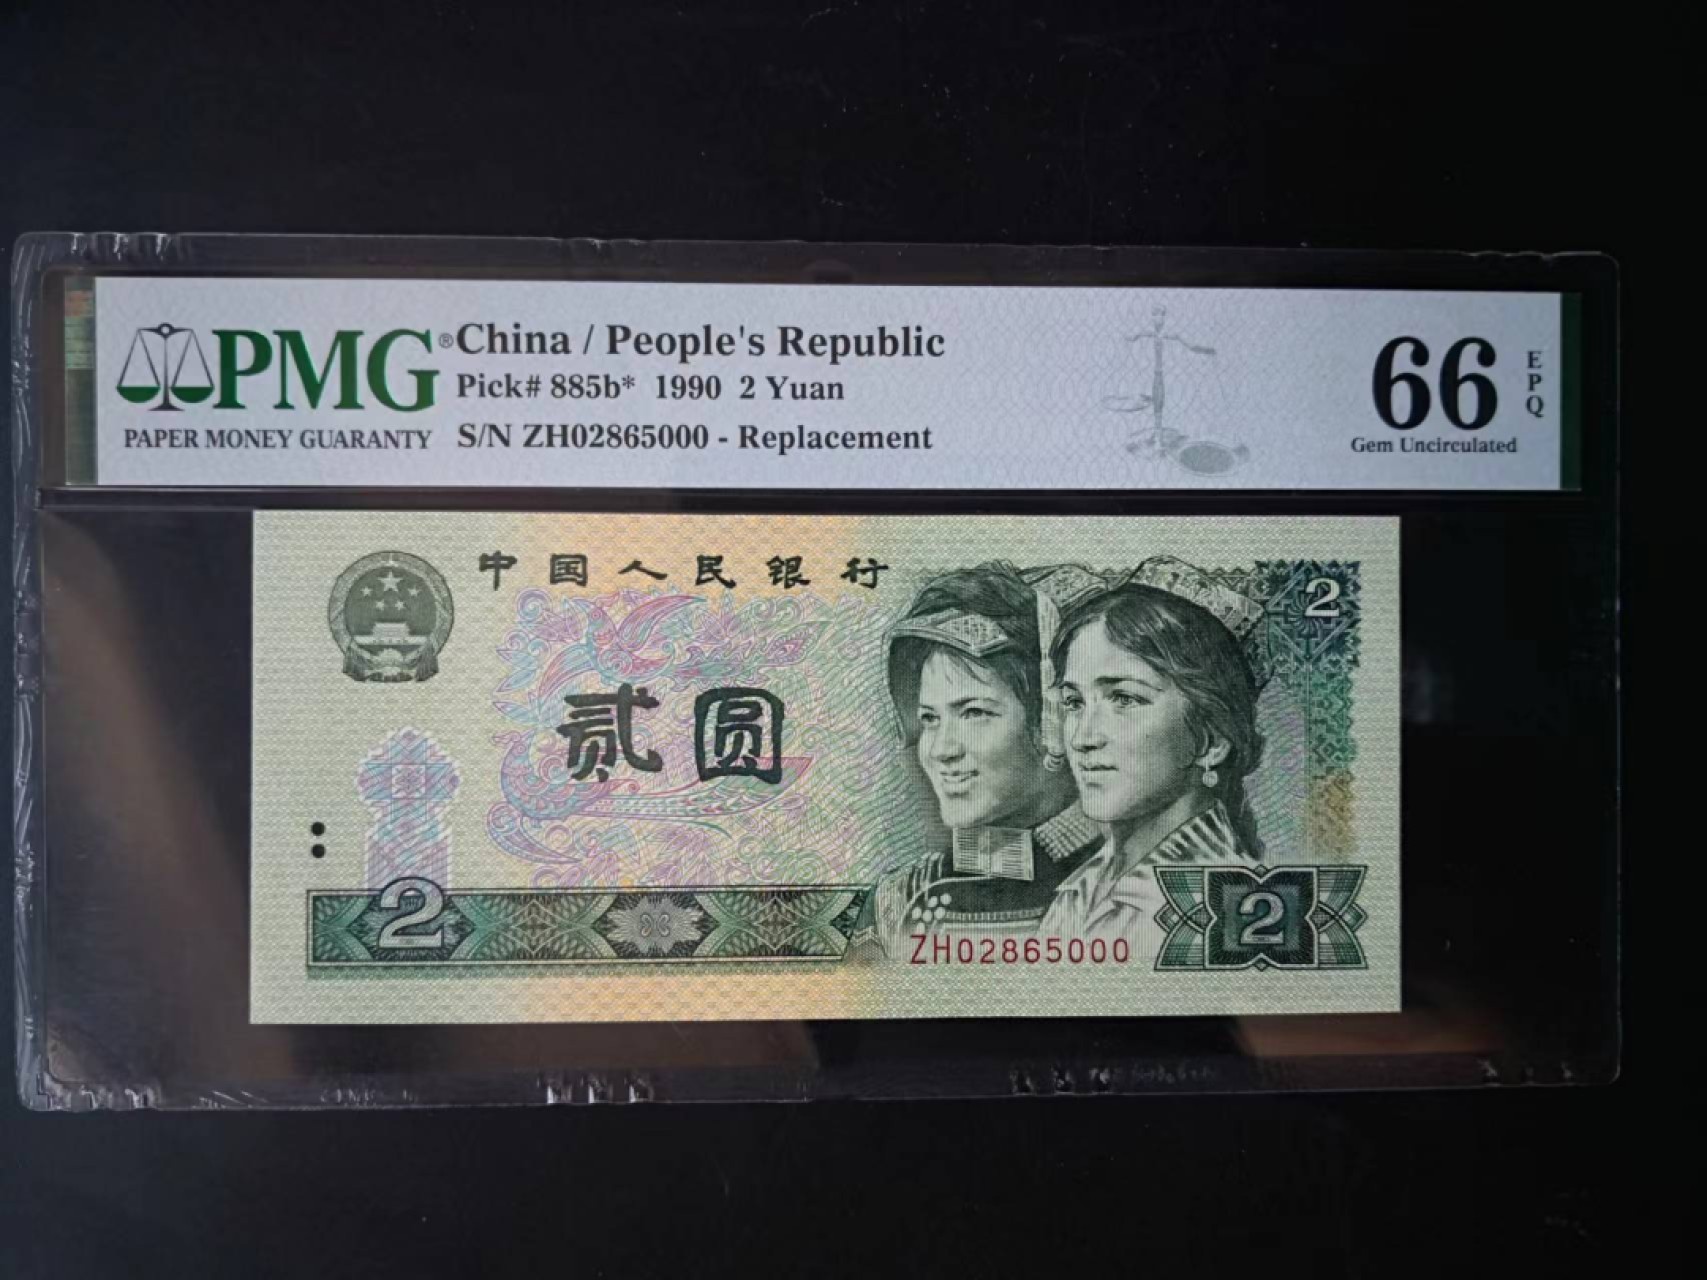 PMG® China / People's Republic
Pick# 885b* 1990 2 Yuan
PAPER MONEY GUARANTY S/N ZH02865000 - Replacement
66 EPQ
Gem Uncirculated
中国人民银行
2
贰圆
2
2
ZH02865000